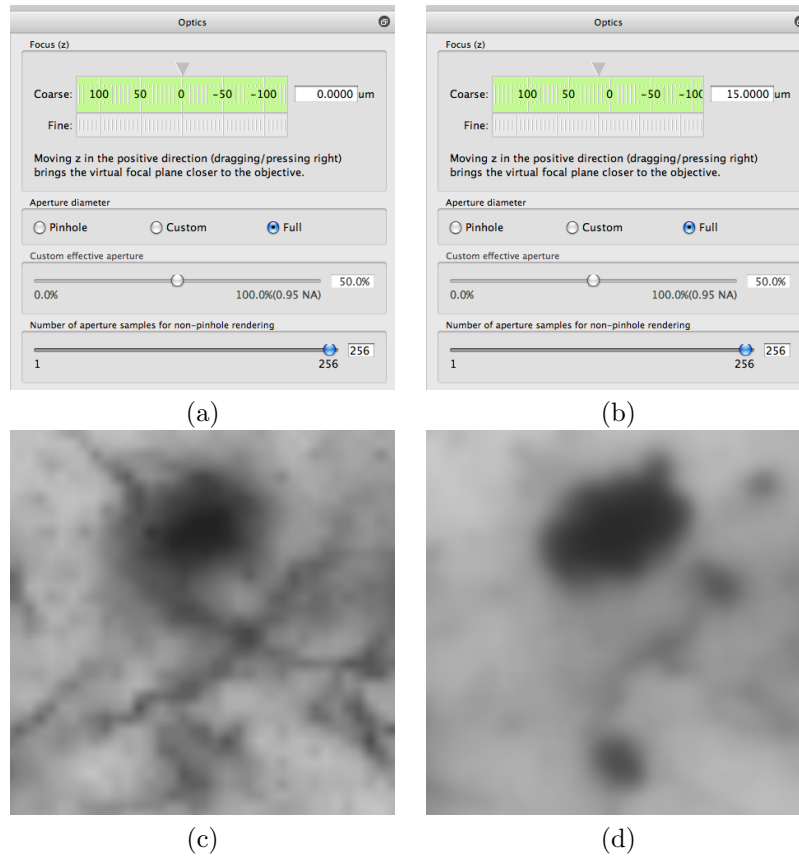 Optics
Focus (z)
Coarse: 100 50 0 -50 -100 0.0000 um
Fine:
Moving z in the positive direction (dragging/pressing right)
brings the virtual focal plane closer to the objective.
Aperture diameter
Pinhole Custom Full
Custom effective aperture
50.0%
0.0% 100.0%(0.95 NA)
Number of aperture samples for non-pinhole rendering
256
1 256
(a)
Optics
Focus (z)
Coarse: 100 50 0 -50 -100 15.0000 um
Fine:
Moving z in the positive direction (dragging/pressing right)
brings the virtual focal plane closer to the objective.
Aperture diameter
Pinhole Custom Full
Custom effective aperture
50.0%
0.0% 100.0%(0.95 NA)
Number of aperture samples for non-pinhole rendering
256
1 256
(b)
(c)
(d)